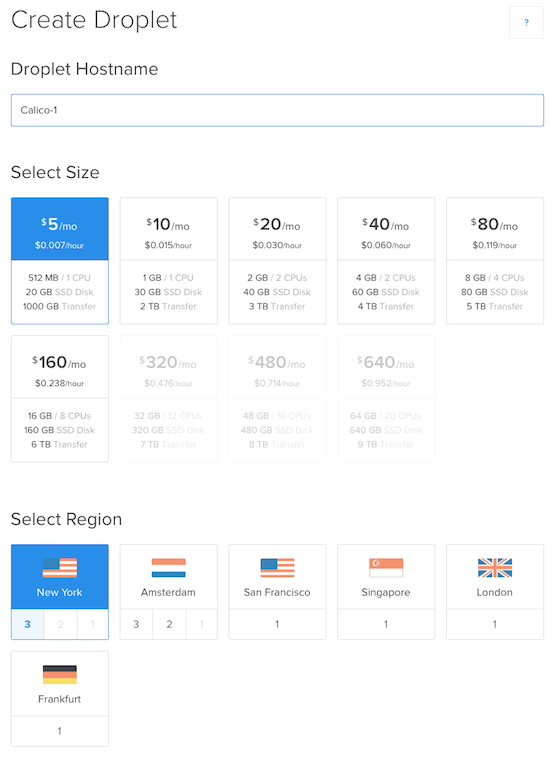 Create Droplet
?
Droplet Hostname
Calico-1
Select Size
$5/mo
$0.007/hour
512 MB / 1 CPU
20 GB SSD Disk
1000 GB Transfer
$10/mo
$0.015/hour
1 GB / 1 CPU
30 GB SSD Disk
2 TB Transfer
$20/mo
$0.030/hour
2 GB / 2 CPUs
40 GB SSD Disk
3 TB Transfer
$40/mo
$0.060/hour
4 GB / 2 CPUs
60 GB SSD Disk
4 TB Transfer
$80/mo
$0.119/hour
8 GB / 4 CPUs
80 GB SSD Disk
5 TB Transfer
$160/mo
$0.238/hour
16 GB / 8 CPUs
160 GB SSD Disk
6 TB Transfer
$320/mo
$0.476/hour
32 GB / 12 CPUs
320 GB SSD Disk
7 TB Transfer
$480/mo
$0.714/hour
48 GB / 16 CPUs
480 GB SSD Disk
8 TB Transfer
$640/mo
$0.952/hour
64 GB / 20 CPUs
640 GB SSD Disk
9 TB Transfer
Select Region
New York
3 2 1
Amsterdam
3 2 1
San Francisco
1
Singapore
1
London
1
Frankfurt
1